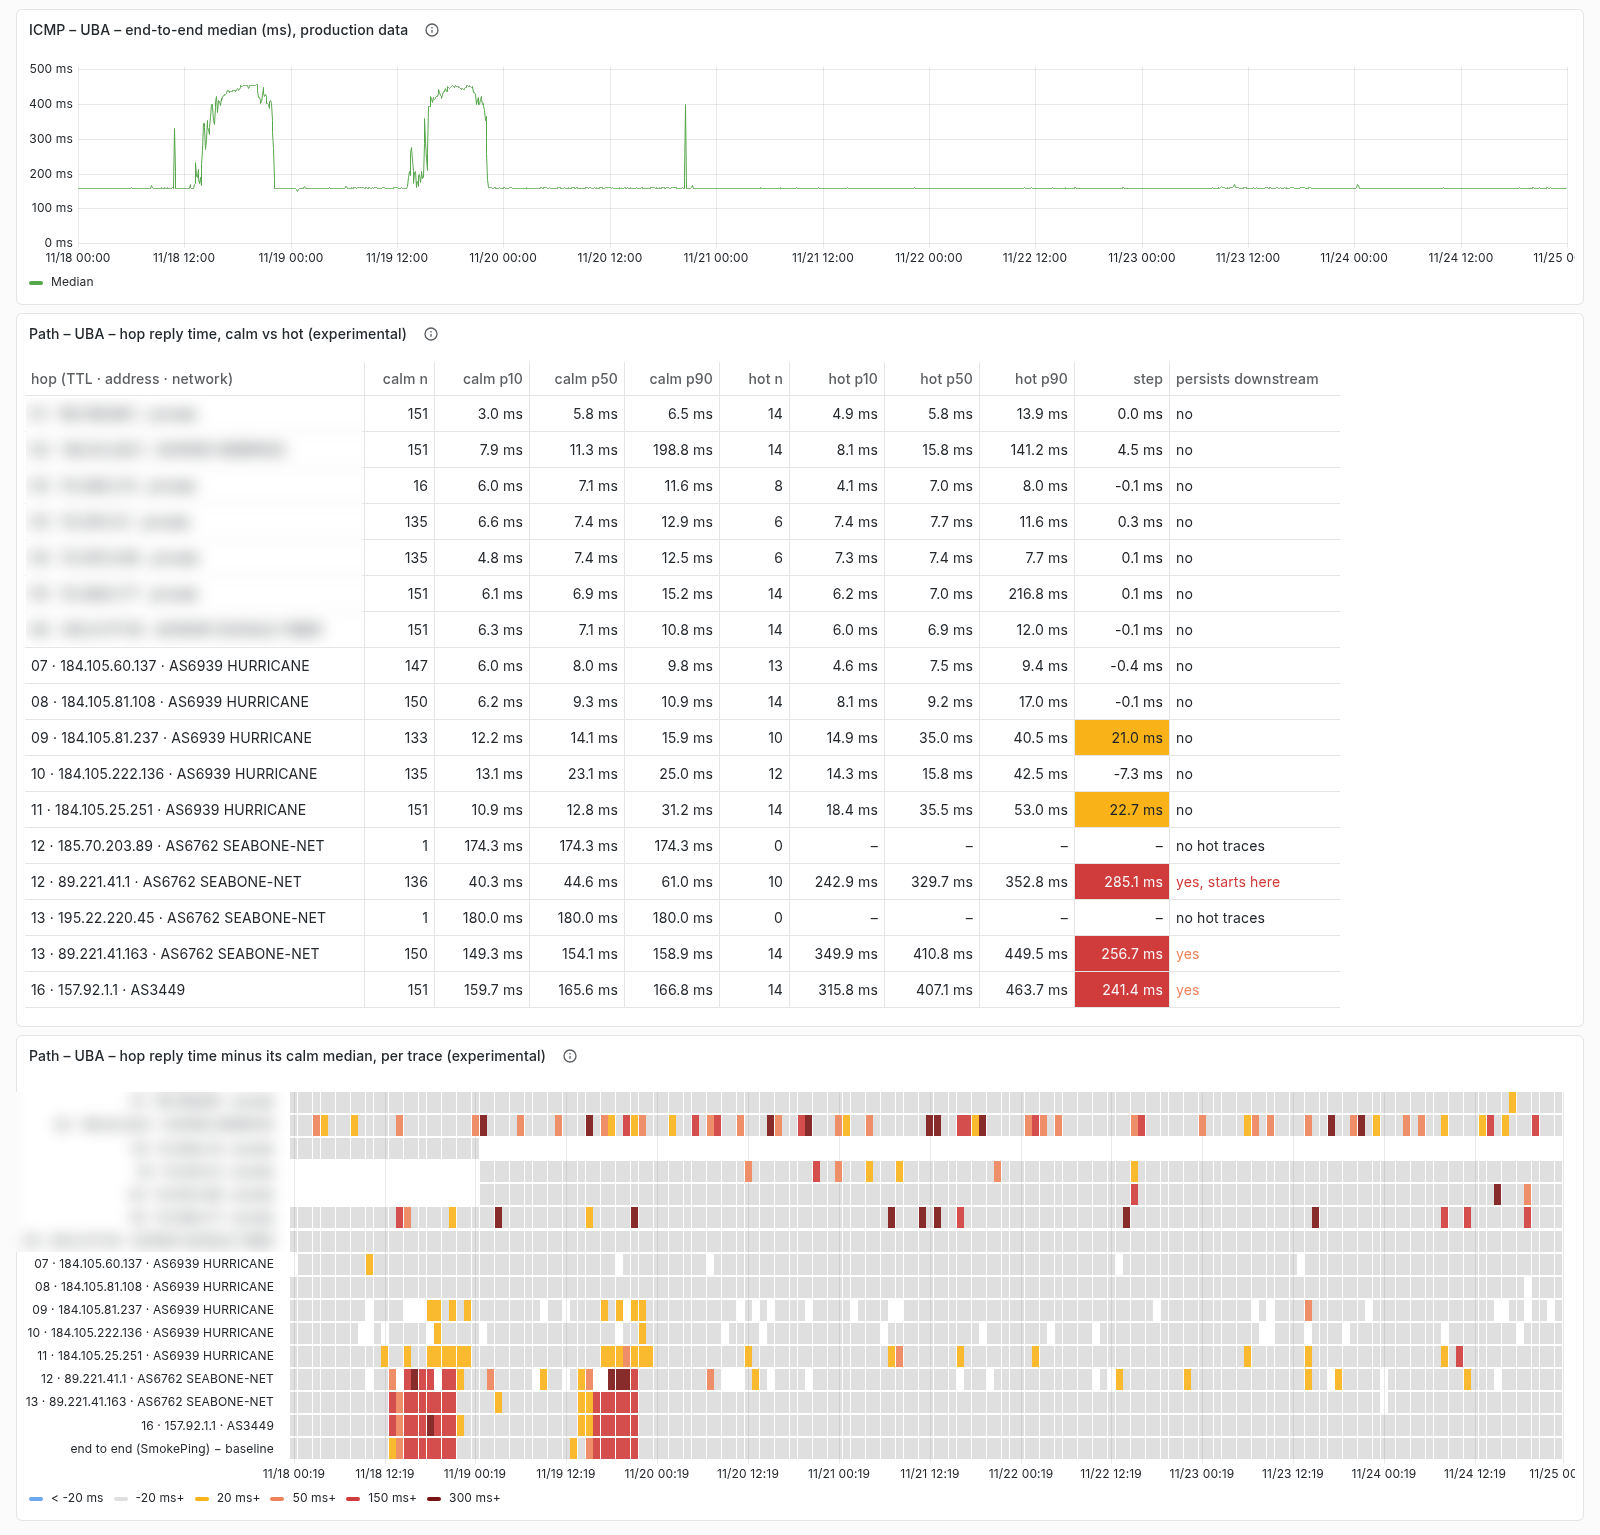 ICMP – UBA – end-to-end median (ms), production data
500 ms
400 ms
300 ms
200 ms
100 ms
0 ms
11/18 00:00 11/18 12:00 11/19 00:00 11/19 12:00 11/20 00:00 11/20 12:00 11/21 00:00 11/21 12:00 11/22 00:00 11/22 12:00 11/23 00:00 11/23 12:00 11/24 00:00 11/24 12:00 11/25 0
Median
Path – UBA – hop reply time, calm vs hot (experimental)
hop (TTL · address · network) calm n calm p10 calm p50 calm p90 hot n hot p10 hot p50 hot p90 step persists downstream
151 3.0 ms 5.8 ms 6.5 ms 14 4.9 ms 5.8 ms 13.9 ms 0.0 ms no
151 7.9 ms 11.3 ms 198.8 ms 14 8.1 ms 15.8 ms 141.2 ms 4.5 ms no
16 6.0 ms 7.1 ms 11.6 ms 8 4.1 ms 7.0 ms 8.0 ms -0.1 ms no
135 6.6 ms 7.4 ms 12.9 ms 6 7.4 ms 7.7 ms 11.6 ms 0.3 ms no
135 4.8 ms 7.4 ms 12.5 ms 6 7.3 ms 7.4 ms 7.7 ms 0.1 ms no
151 6.1 ms 6.9 ms 15.2 ms 14 6.2 ms 7.0 ms 216.8 ms 0.1 ms no
151 6.3 ms 7.1 ms 10.8 ms 14 6.0 ms 6.9 ms 12.0 ms -0.1 ms no
07 · 184.105.60.137 · AS6939 HURRICANE 147 6.0 ms 8.0 ms 9.8 ms 13 4.6 ms 7.5 ms 9.4 ms -0.4 ms no
08 · 184.105.81.108 · AS6939 HURRICANE 150 6.2 ms 9.3 ms 10.9 ms 14 8.1 ms 9.2 ms 17.0 ms -0.1 ms no
09 · 184.105.81.237 · AS6939 HURRICANE 133 12.2 ms 14.1 ms 15.9 ms 10 14.9 ms 35.0 ms 40.5 ms 21.0 ms no
10 · 184.105.222.136 · AS6939 HURRICANE 135 13.1 ms 23.1 ms 25.0 ms 12 14.3 ms 15.8 ms 42.5 ms -7.3 ms no
11 · 184.105.25.251 · AS6939 HURRICANE 151 10.9 ms 12.8 ms 31.2 ms 14 18.4 ms 35.5 ms 53.0 ms 22.7 ms no
12 · 185.70.203.89 · AS6762 SEABONE-NET 1 174.3 ms 174.3 ms 174.3 ms 0 – – – – no hot traces
12 · 89.221.41.1 · AS6762 SEABONE-NET 136 40.3 ms 44.6 ms 61.0 ms 10 242.9 ms 329.7 ms 352.8 ms 285.1 ms yes, starts here
13 · 195.22.220.45 · AS6762 SEABONE-NET 1 180.0 ms 180.0 ms 180.0 ms 0 – – – – no hot traces
13 · 89.221.41.163 · AS6762 SEABONE-NET 150 149.3 ms 154.1 ms 158.9 ms 14 349.9 ms 410.8 ms 449.5 ms 256.7 ms yes
16 · 157.92.1.1 · AS3449 151 159.7 ms 165.6 ms 166.8 ms 14 315.8 ms 407.1 ms 463.7 ms 241.4 ms yes
Path – UBA – hop reply time minus its calm median, per trace (experimental)
07 · 184.105.60.137 · AS6939 HURRICANE
08 · 184.105.81.108 · AS6939 HURRICANE
09 · 184.105.81.237 · AS6939 HURRICANE
10 · 184.105.222.136 · AS6939 HURRICANE
11 · 184.105.25.251 · AS6939 HURRICANE
12 · 89.221.41.1 · AS6762 SEABONE-NET
13 · 89.221.41.163 · AS6762 SEABONE-NET
16 · 157.92.1.1 · AS3449
end to end (SmokePing) – baseline
11/18 00:19 11/18 12:19 11/19 00:19 11/19 12:19 11/20 00:19 11/20 12:19 11/21 00:19 11/21 12:19 11/22 00:19 11/22 12:19 11/23 00:19 11/23 12:19 11/24 00:19 11/24 12:19 11/25 00
< -20 ms -20 ms+ 20 ms+ 50 ms+ 150 ms+ 300 ms+